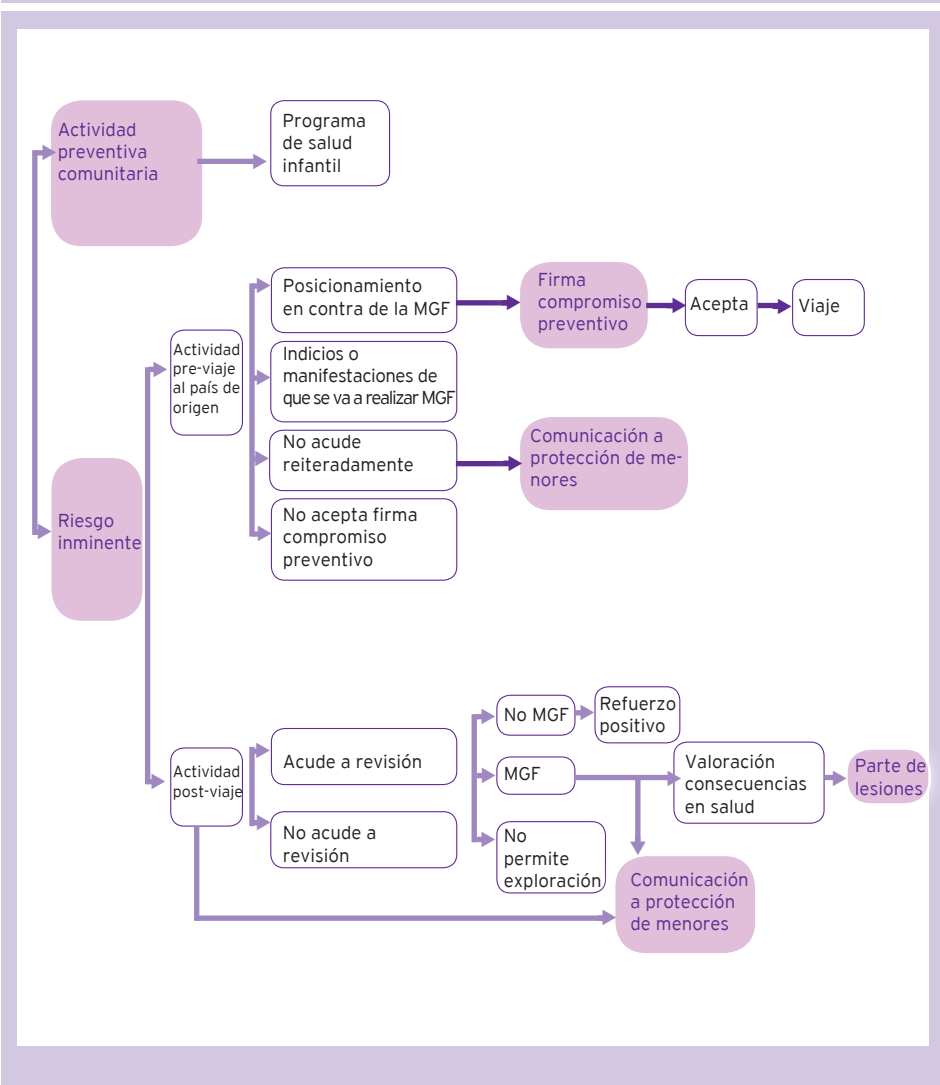 Actividad
preventiva
comunitaria
Programa
de salud
infantil
Riesgo
inminente
Actividad
pre-viaje
al país de
origen
Posicionamiento
en contra de la MGF
Firma
compromiso
preventivo
Acepta
Viaje
Indicios o
manifestaciones de
que se va a realizar MGF
No acude
reiteradamente
Comunicación a
protección de me-
nores
No acepta firma
compromiso
preventivo
Actividad
post-viaje
Acude a revisión
No acude a
revisión
No MGF
Refuerzo
positivo
MGF
Valoración
consecuencias
en salud
Parte de
lesiones
No
permite
exploración
Comunicación
a protección
de menores